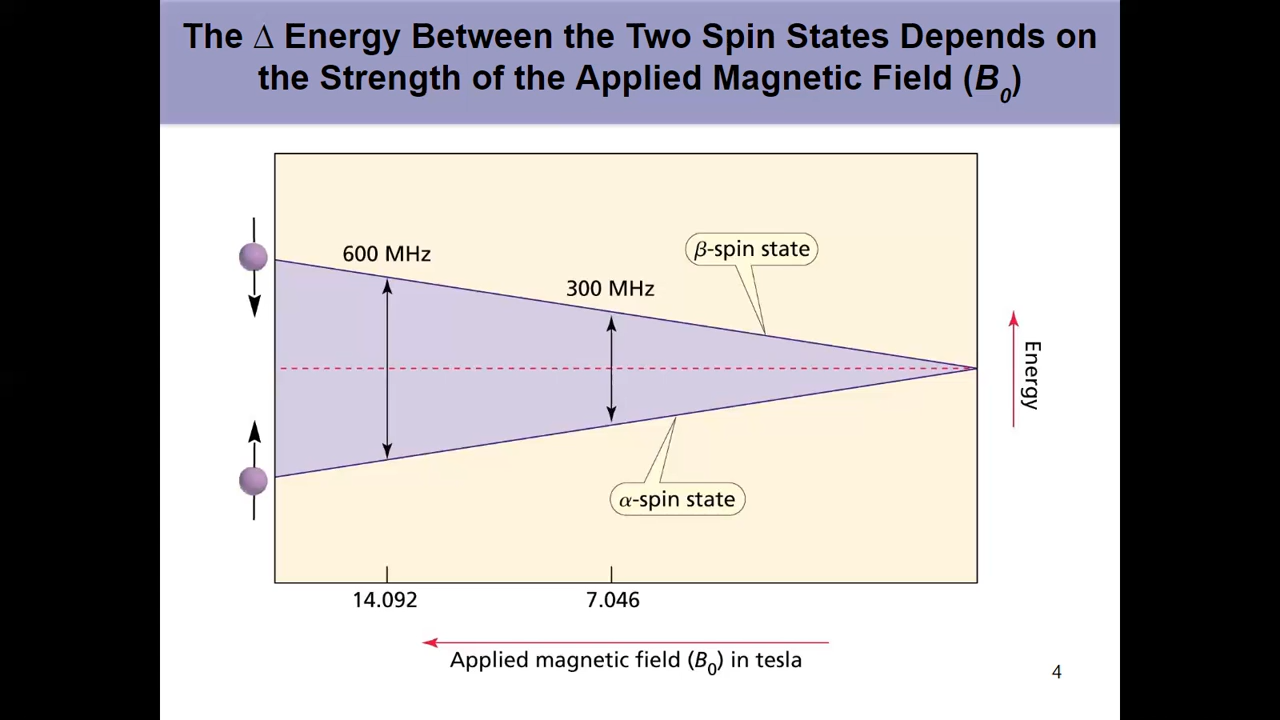 The Δ Energy Between the Two Spin States Depends on
the Strength of the Applied Magnetic Field (B₀)
600 MHz
β-spin state
300 MHz
Energy
α-spin state
14.092
7.046
Applied magnetic field (B₀) in tesla
4